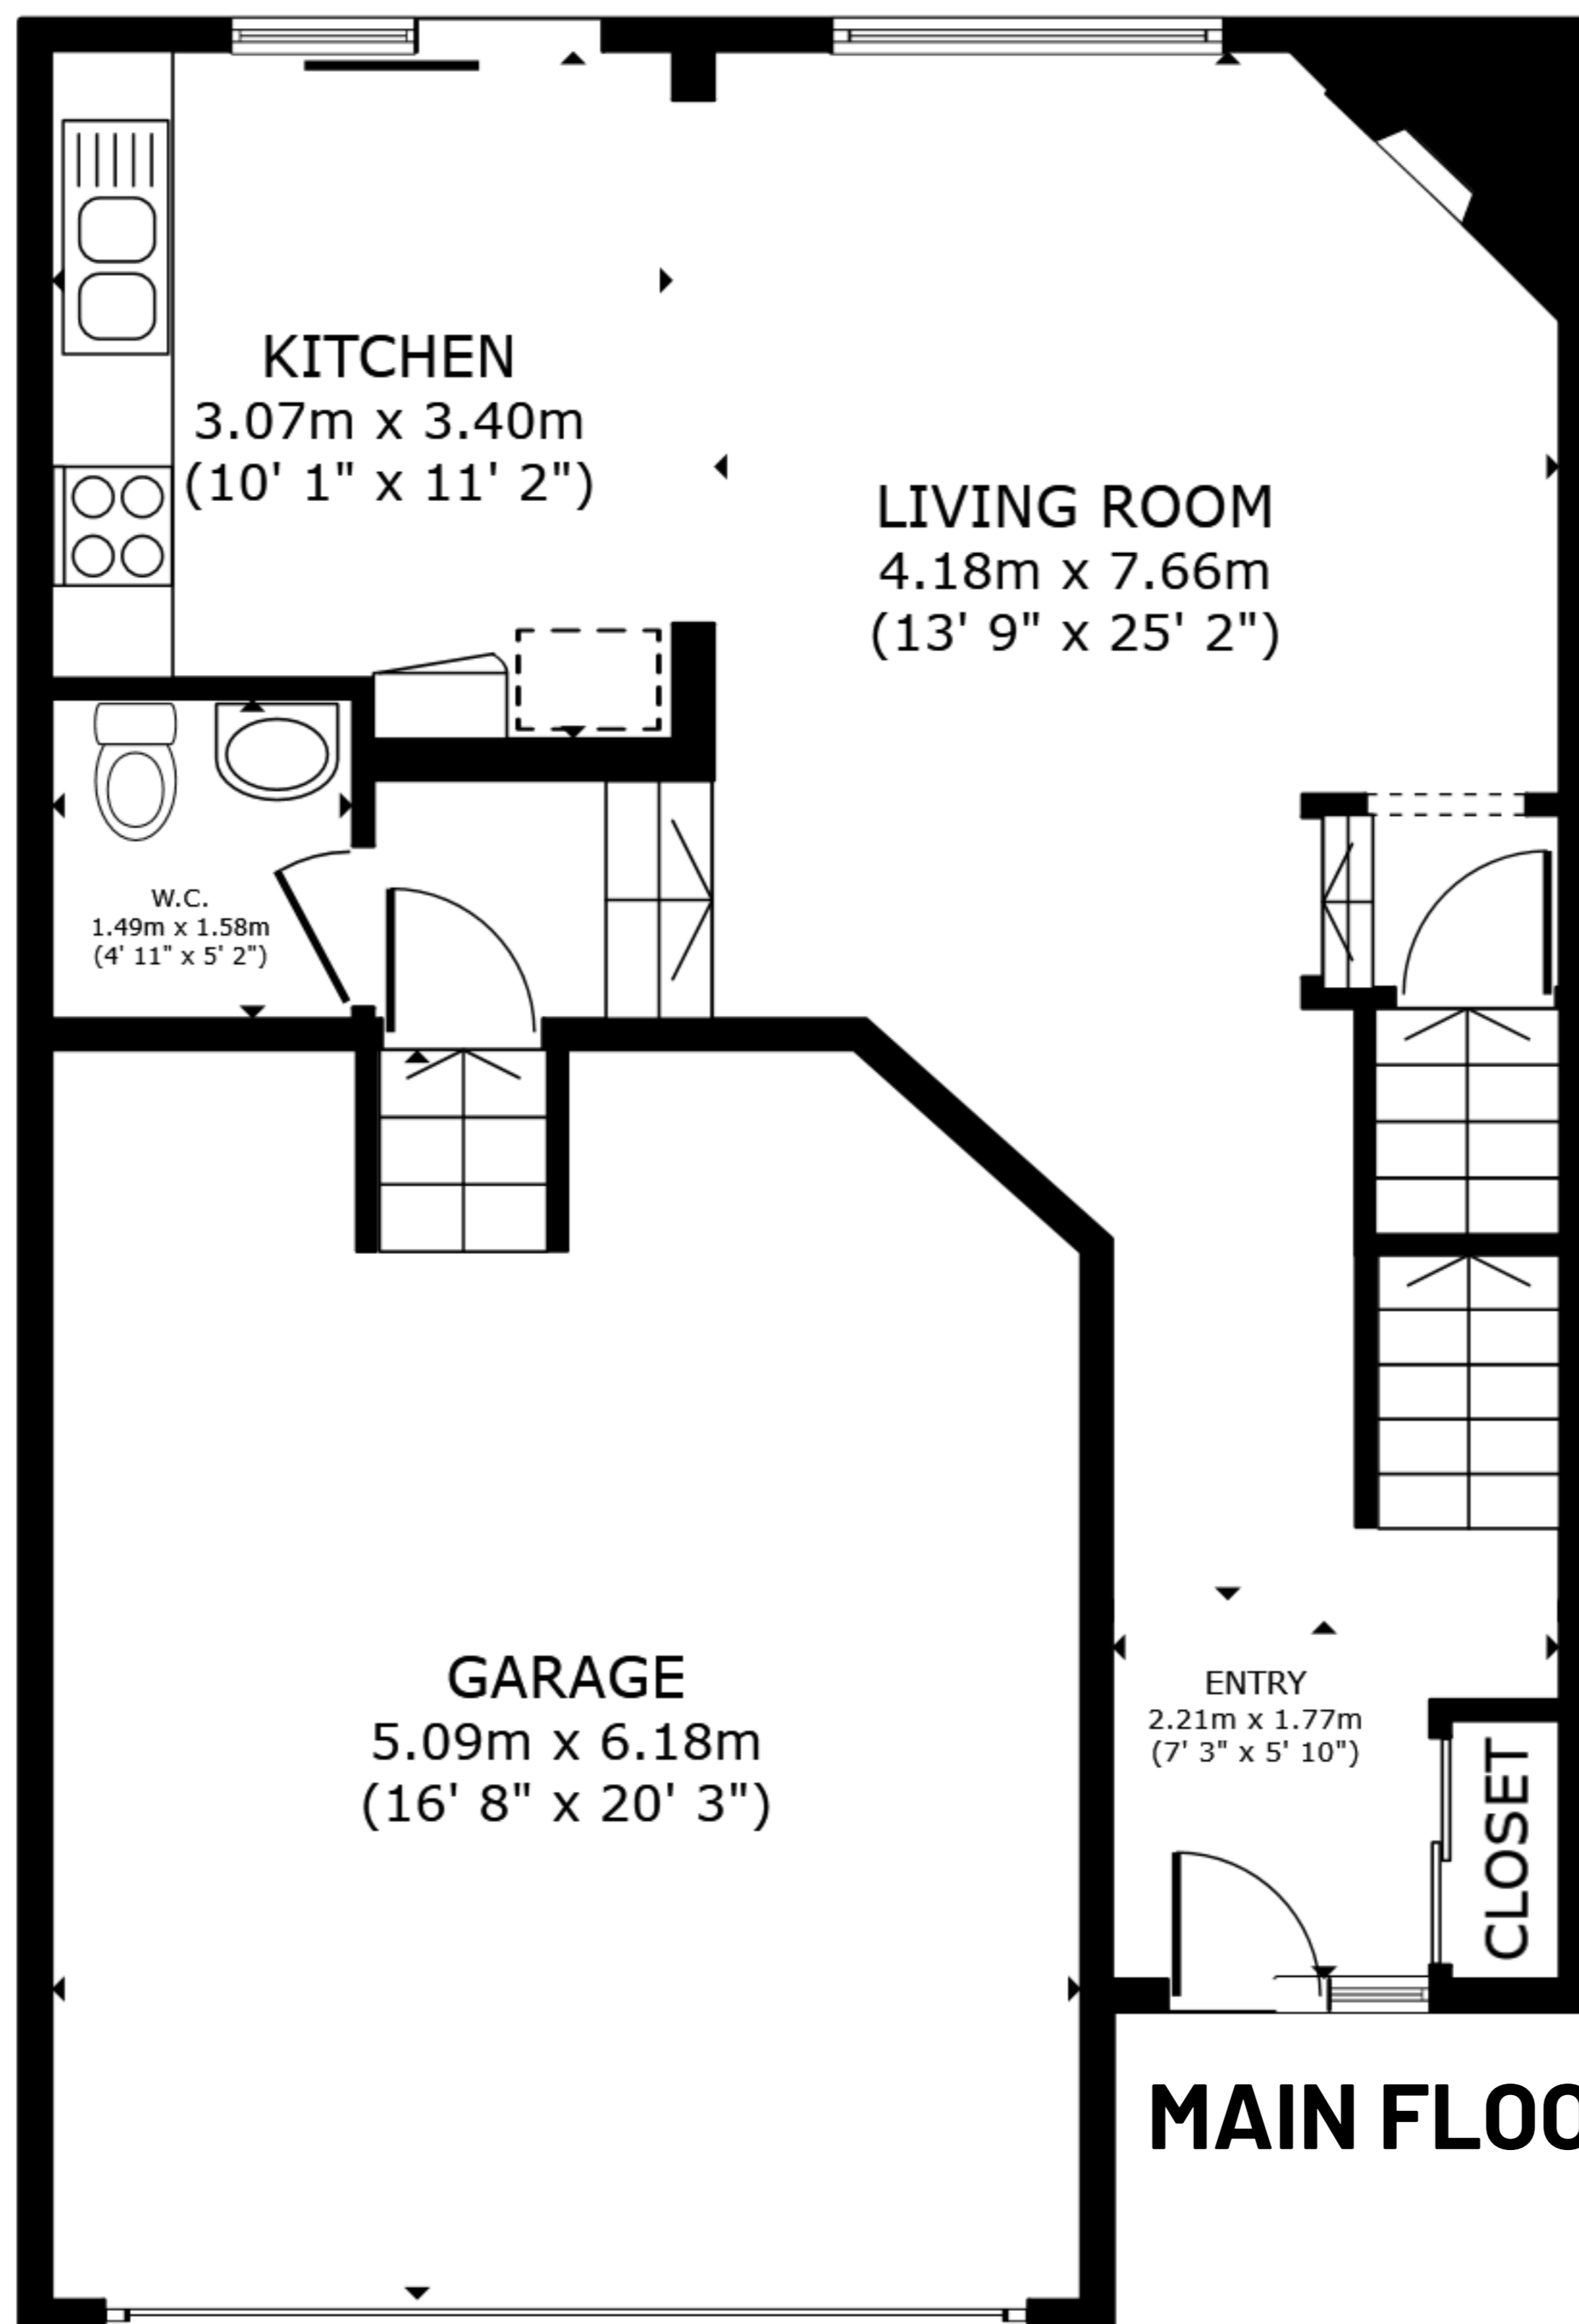 KITCHEN
3.07m x 3.40m
(10' 1" x 11' 2")
LIVING ROOM
4.18m x 7.66m
(13' 9" x 25' 2")
W.C.
1.49m x 1.58m
(4' 11" x 5' 2")
GARAGE
5.09m x 6.18m
(16' 8" x 20' 3")
ENTRY
2.21m x 1.77m
(7' 3" x 5' 10")
CLOSET
MAIN FLOO